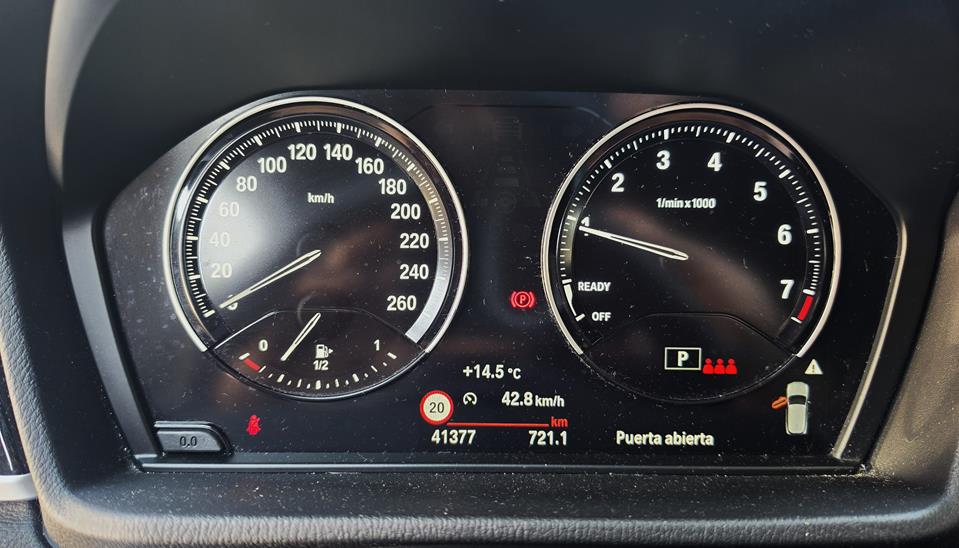 0 20 40 60 80 100 120 140 160 180 200 220 240 260
km/h
0 1/2 1
1 2 3 4 5 6 7
1/min x 1000
READY
OFF
(P)
P
+14.5 °C
20 42.8 km/h
km
41377 721.1
Puerta abierta
0.0